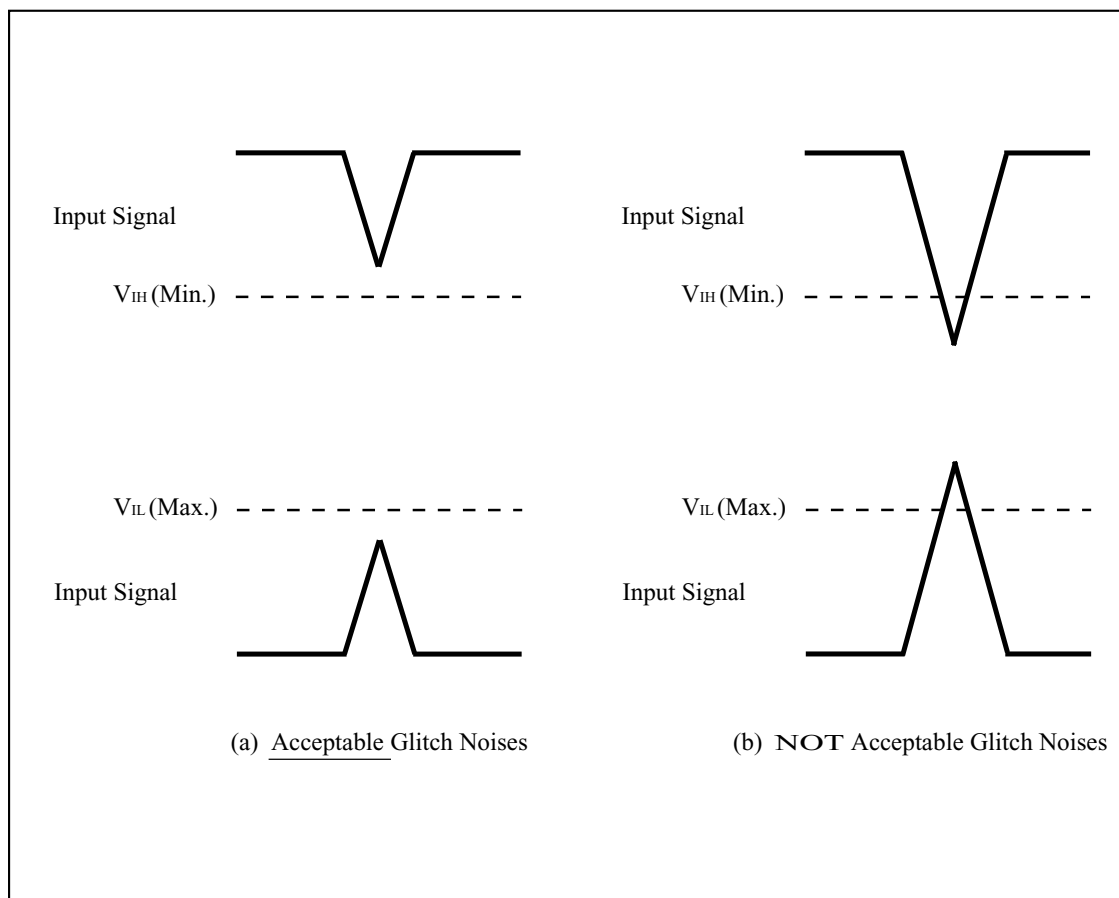 Input Signal
VIH (Min.)
VIL (Max.)
Input Signal
(a) Acceptable Glitch Noises
Input Signal
VIH (Min.)
VIL (Max.)
Input Signal
(b) NOT Acceptable Glitch Noises